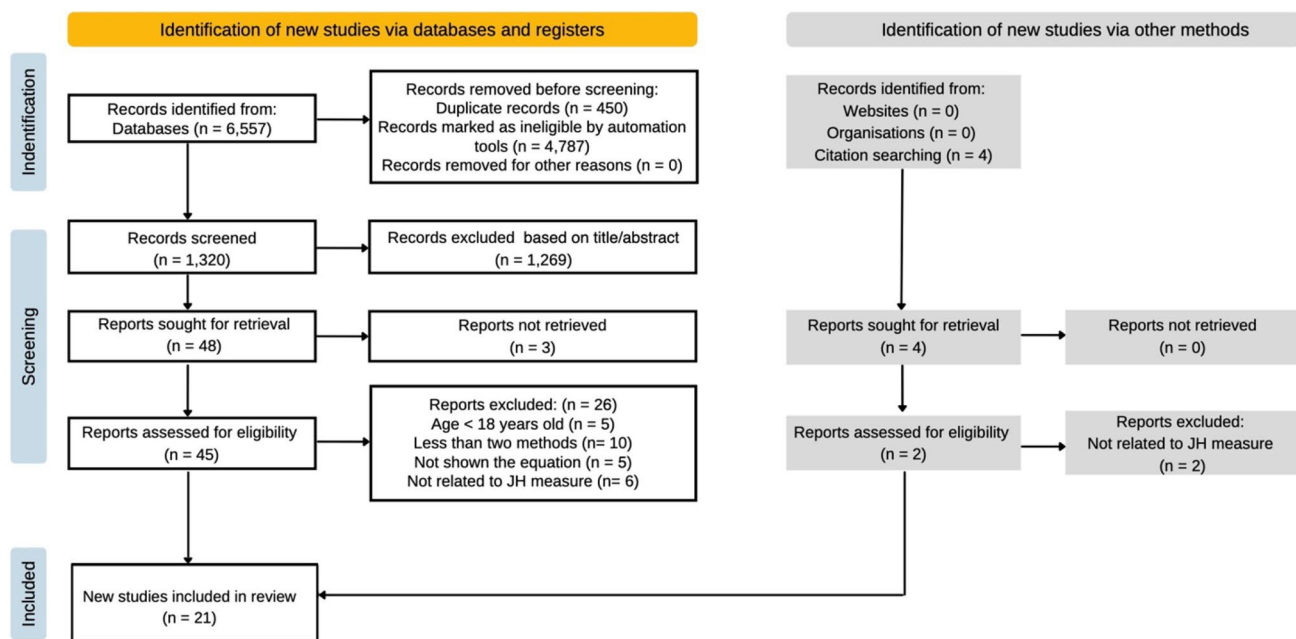 Identification of new studies via databases and registers
Identification of new studies via other methods
Indentification
Records identified from:
Databases (n = 6,557)
Records removed before screening:
Duplicate records (n = 450)
Records marked as ineligible by automation
tools (n = 4,787)
Records removed for other reasons (n = 0)
Records identified from:
Websites (n = 0)
Organisations (n = 0)
Citation searching (n = 4)
Screening
Records screened
(n = 1,320)
Records excluded based on title/abstract
(n = 1,269)
Reports sought for retrieval
(n = 48)
Reports not retrieved
(n = 3)
Reports sought for retrieval
(n = 4)
Reports not retrieved
(n = 0)
Reports assessed for eligibility
(n = 45)
Reports excluded: (n = 26)
Age < 18 years old (n = 5)
Less than two methods (n= 10)
Not shown the equation (n = 5)
Not related to JH measure (n= 6)
Reports assessed for eligibility
(n = 2)
Reports excluded:
Not related to JH measure
(n = 2)
Included
New studies included in review
(n = 21)